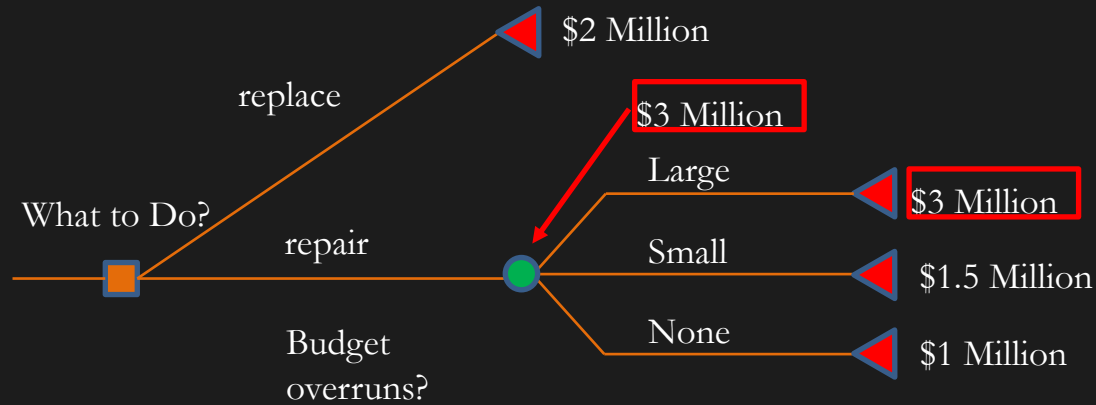 $2 Million
replace
$3 Million
Large
$3 Million
What to Do?
repair
Small
$1.5 Million
None
$1 Million
Budget
overruns?